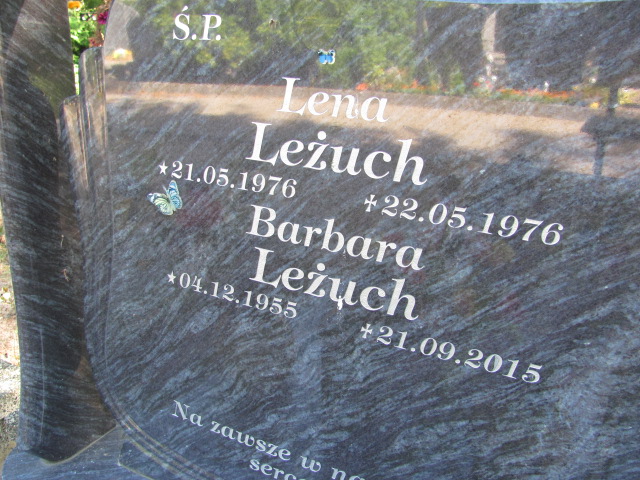 Ś.P.
Lena
Leżuch
★21.05.1976 ✝22.05.1976
Barbara
Leżuch
★04.12.1955 ✝21.09.2015
Na zawsze w